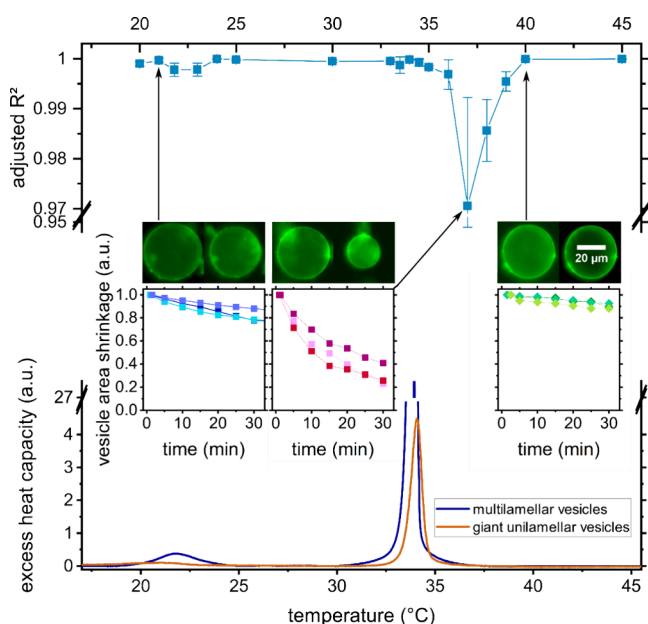 20 25 30 35 40 45
adjusted R²
1
0.99
0.98
0.97
0.95
20 µm
vesicle area shrinkage (a.u.)
1.0
0.8
0.6
0.4
0.2
0.0
0 10 20 30
0 10 20 30
0 10 20 30
time (min)
time (min)
time (min)
excess heat capacity (a.u.)
27
4
3
2
1
0
multilamellar vesicles
giant unilamellar vesicles
20 25 30 35 40 45
temperature (°C)